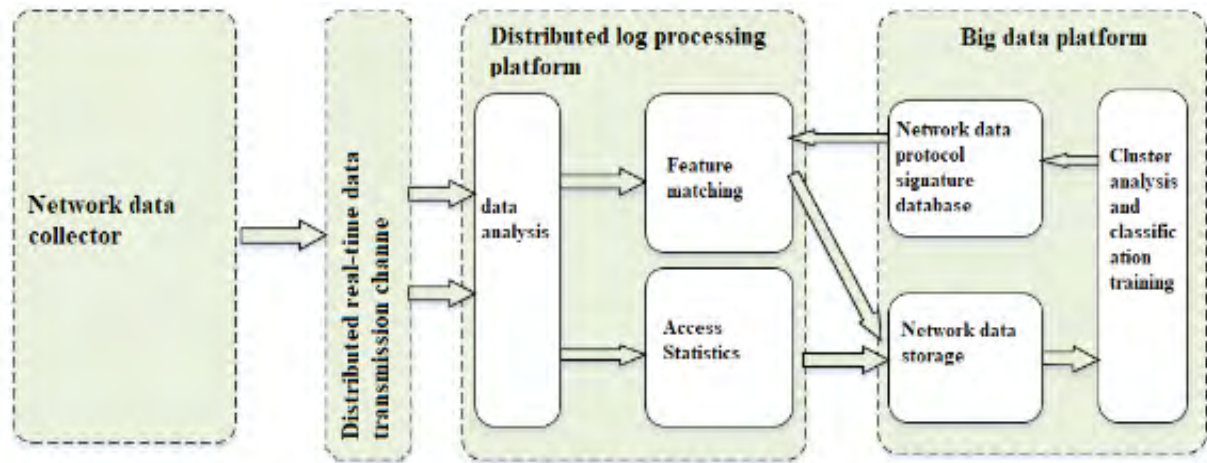 Network data
collector
Distributed real-time data
transmission channe
Distributed log processing
platform
data
analysis
Feature
matching
Access
Statistics
Big data platform
Network data
protocol
signature
database
Network data
storage
Cluster
analysis
and
classific
ation
training